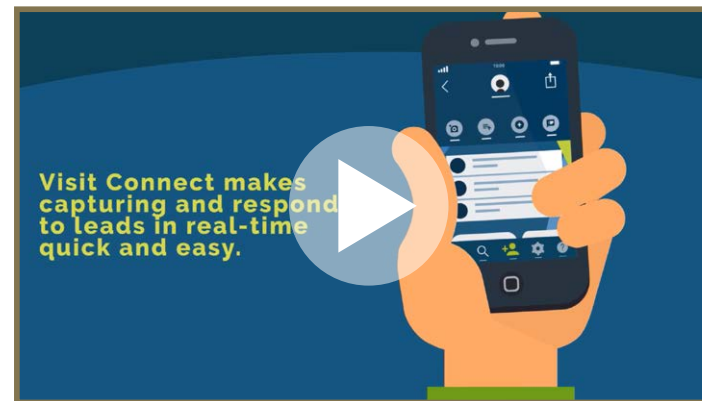 Visit Connect makes
capturing and respond
to leads in real-time
quick and easy.